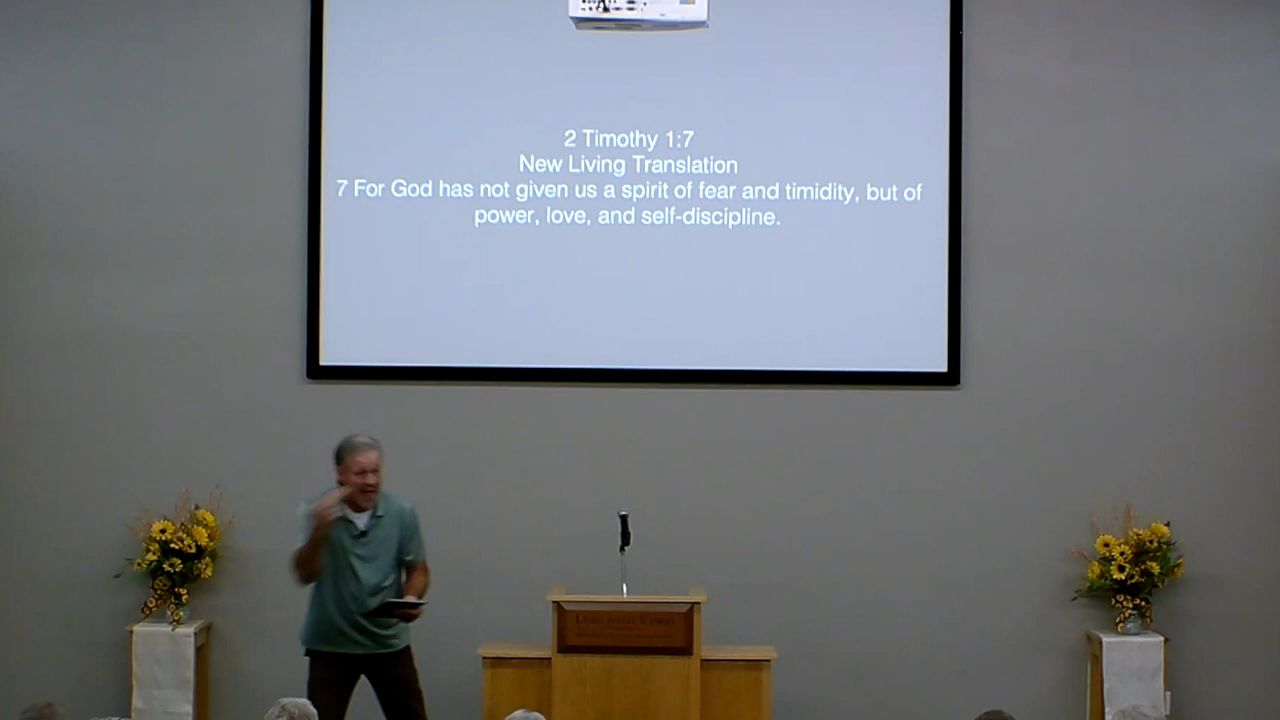 2 Timothy 1:7
New Living Translation
7 For God has not given us a spirit of fear and timidity, but of
power, love, and self-discipline.